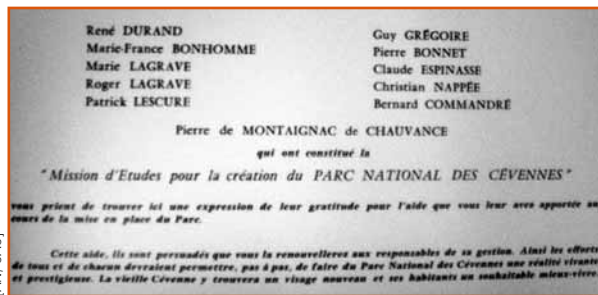 René DURAND
Marie-France BONHOMME
Marie LAGRAVE
Roger LAGRAVE
Patrick LESCURE
Guy GRÉGOIRE
Pierre BONNET
Claude ESPINASSE
Christian NAPPÉE
Bernard COMMANDRÉ
Pierre de MONTAIGNAC de CHAUVANCE
qui ont constitué la
"Mission d'Etudes pour la création du PARC NATIONAL DES CÉVENNES"
vous prient de trouver ici une expression de leur gratitude pour l'aide que vous leur avez apportée au
cours de la mise en place du Parc.
Cette aide, ils sont persuadés que vous la renouvellerez aux responsables de sa gestion. Ainsi les efforts
de tous et de chacun devraient permettre, pas à pas, de faire du Parc National des Cévennes une réalité vivante
et prestigieuse. La vieille Cévenne y trouvera un visage nouveau et ses habitants un souhaitable mieux-vivre.